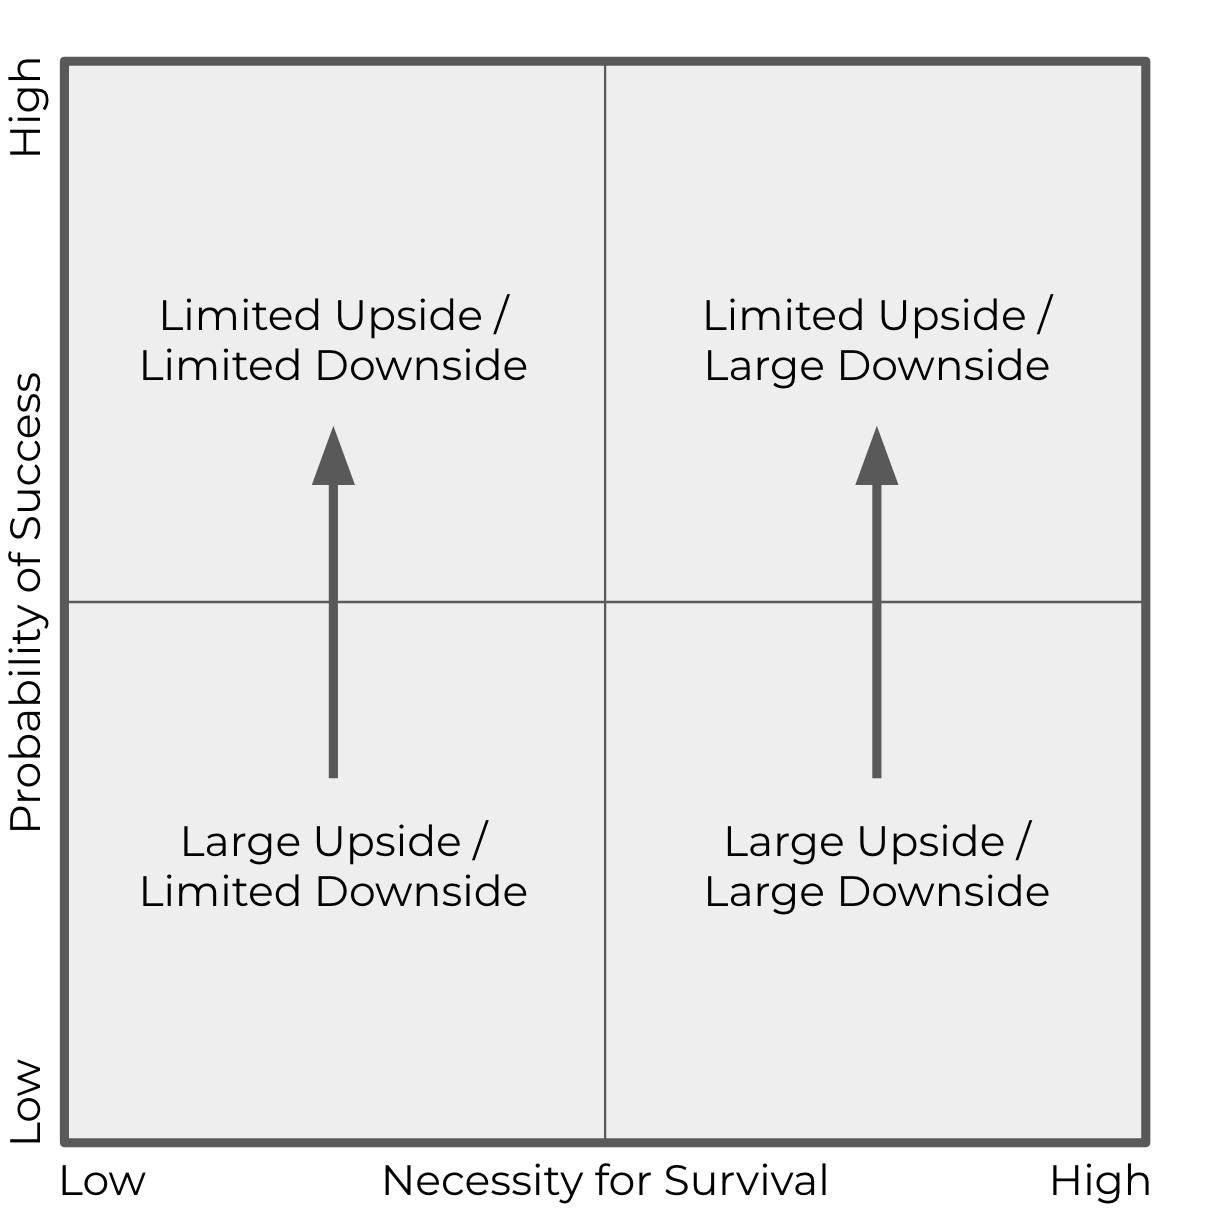 High
Limited Upside /
Limited Downside
Limited Upside /
Large Downside
Probability of Success
Large Upside /
Limited Downside
Large Upside /
Large Downside
Low
Low
Necessity for Survival
High